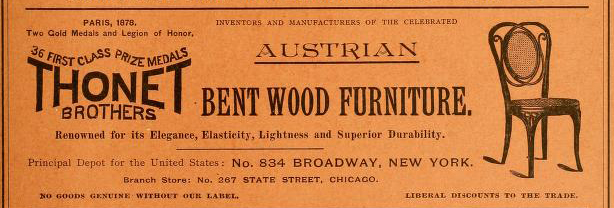 PARIS, 1878.
Two Gold Medals and Legion of Honor,
36 FIRST CLASS PRIZE MEDALS
THONET
BROTHERS
INVENTORS AND MANUFACTURERS OF THE CELEBRATED
AUSTRIAN
BENT WOOD FURNITURE.
Renowned for its Elegance, Elasticity, Lightness and Superior Durability.
Principal Depot for the United States: No. 834 BROADWAY, NEW YORK.
Branch Store: No. 267 STATE STREET, CHICAGO.
NO GOODS GENUINE WITHOUT OUR LABEL.
LIBERAL DISCOUNTS TO THE TRADE.